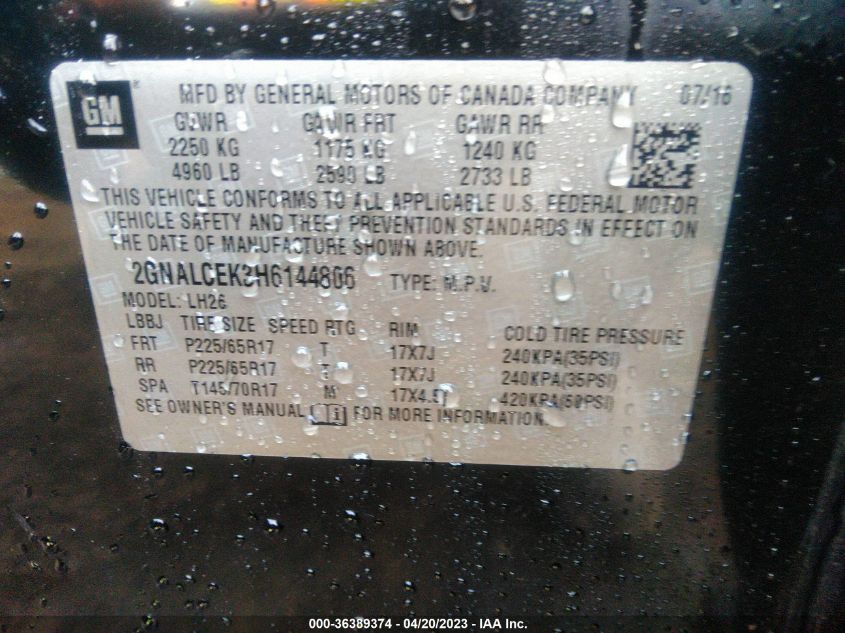 GM
MFD BY GENERAL MOTORS OF CANADA COMPANY 07/16
GVWR GAWR FRT GAWR RR
2250 KG 1175 KG 1240 KG
4960 LB 2590 LB 2733 LB
THIS VEHICLE CONFORMS TO ALL APPLICABLE U.S. FEDERAL MOTOR
VEHICLE SAFETY AND THEFT PREVENTION STANDARDS IN EFFECT ON
THE DATE OF MANUFACTURE SHOWN ABOVE.
2GNALCEK3H6144806 TYPE: M.P.V.
MODEL: LH26
LBBJ TIRE SIZE SPEED RTG RIM COLD TIRE PRESSURE
FRT P225/65R17 T 17X7J 240KPA(35PSI)
RR P225/65R17 T 17X7J 240KPA(35PSI)
SPA T145/70R17 M 17X4.5T 420KPA(60PSI)
SEE OWNER'S MANUAL FOR MORE INFORMATION.
000-36389374 - 04/20/2023 - IAA Inc.